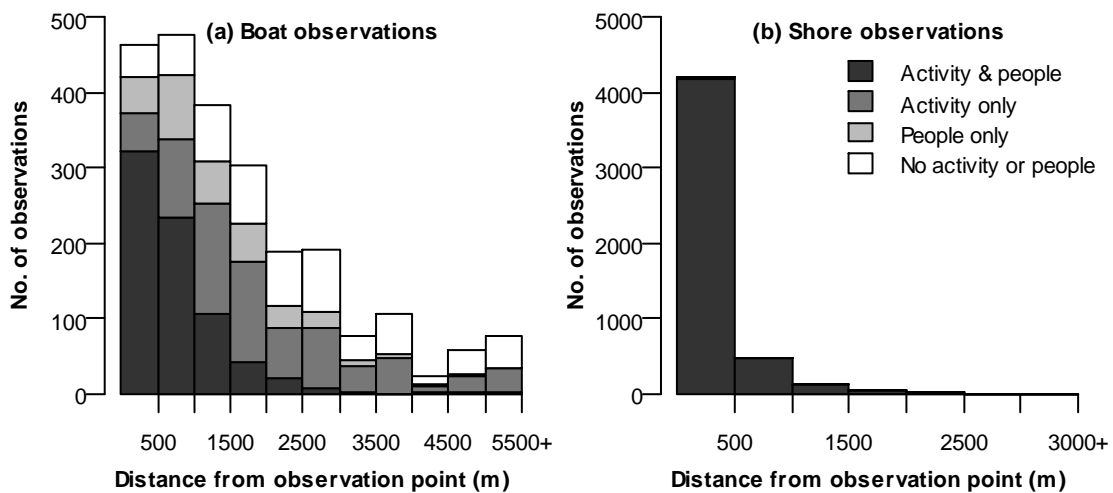 (a) Boat observations
500
400
300
200
100
0
No. of observations
500 1500 2500 3500 4500 5500+
Distance from observation point (m)
(b) Shore observations
Activity & people
Activity only
People only
No activity or people
5000
4000
3000
2000
1000
0
No. of observations
500 1500 2500 3000+
Distance from observation point (m)